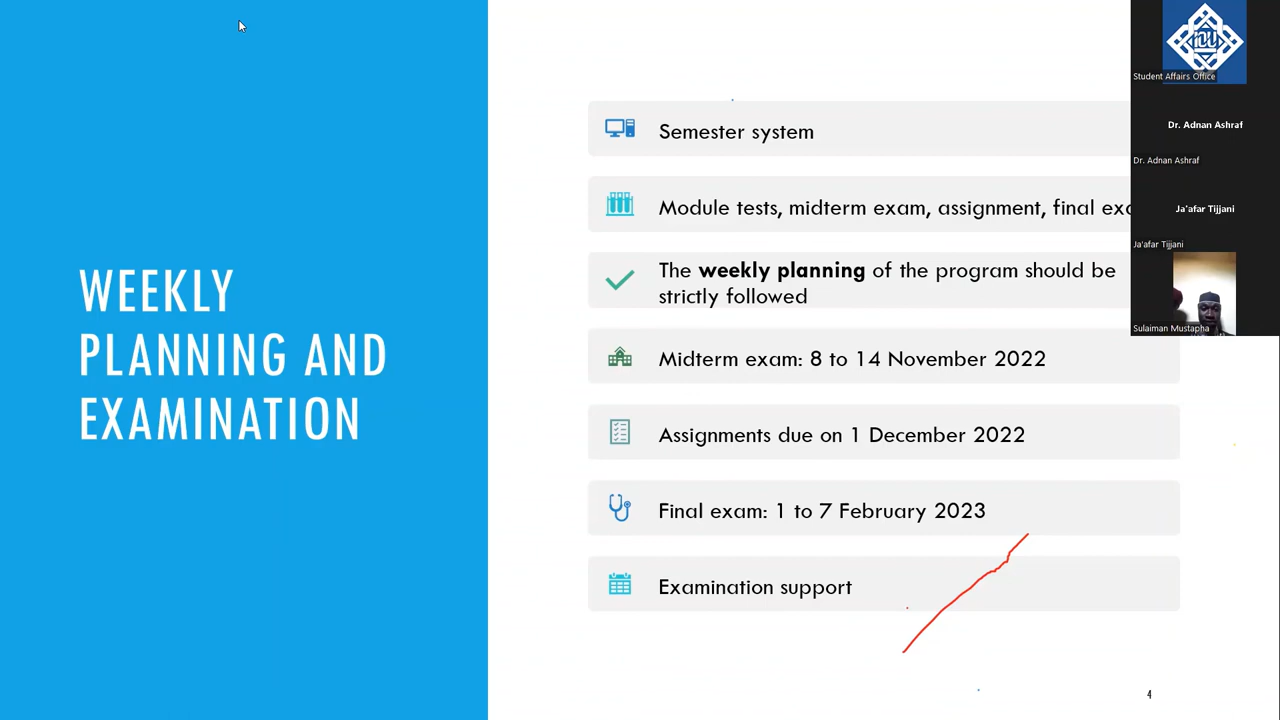 WEEKLY
PLANNING AND
EXAMINATION
Semester system
Module tests, midterm exam, assignment, final
The weekly planning of the program should be
strictly followed
Midterm exam: 8 to 14 November 2022
Assignments due on 1 December 2022
Final exam: 1 to 7 February 2023
Examination support
4
Student Affairs Office
Dr. Adnan Ashraf
Dr. Adnan Ashraf
Ja'afar Tijjani
Ja'afar Tijjani
Sulaiman Mustapha